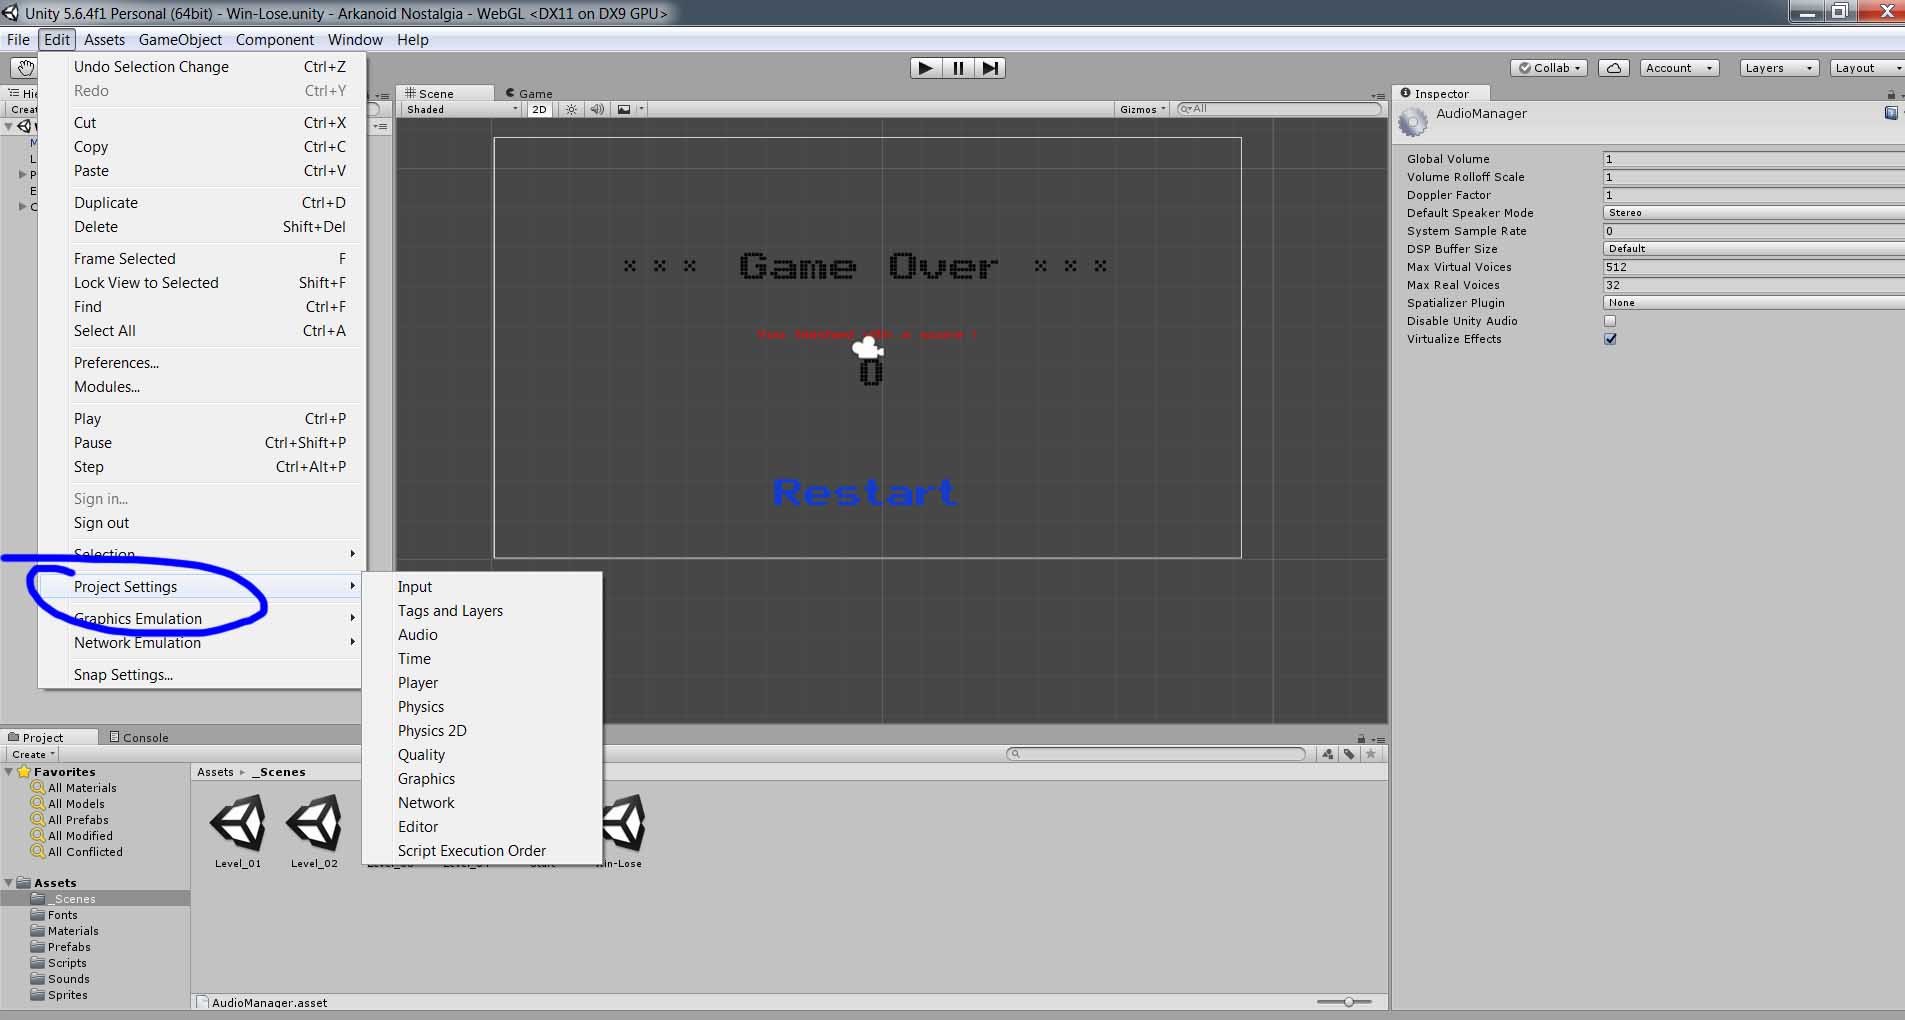 Unity 5.6.4f1 Personal (64bit) - Win-Lose.unity - Arkanoid Nostalgia - WebGL <DX11 on DX9 GPU>
File Edit Assets GameObject Component Window Help
Collab Account Layers Layout
Undo Selection Change Ctrl+Z
Redo Ctrl+Y
Cut Ctrl+X
Copy Ctrl+C
Paste Ctrl+V
Duplicate Ctrl+D
Delete Shift+Del
Frame Selected F
Lock View to Selected Shift+F
Find Ctrl+F
Select All Ctrl+A
Preferences...
Modules...
Play Ctrl+P
Pause Ctrl+Shift+P
Step Ctrl+Alt+P
Sign in...
Sign out
Selection
Project Settings
Graphics Emulation
Network Emulation
Snap Settings...
Input
Tags and Layers
Audio
Time
Player
Physics
Physics 2D
Quality
Graphics
Network
Editor
Script Execution Order
Scene Game
Shaded 2D Gizmos All
××× Game Over ×××
0
Restart
Inspector
AudioManager
Global Volume 1
Volume Rolloff Scale 1
Doppler Factor 1
Default Speaker Mode Stereo
System Sample Rate 0
DSP Buffer Size Default
Max Virtual Voices 512
Max Real Voices 32
Spatializer Plugin None
Disable Unity Audio
Virtualize Effects
Project Console
Create
Favorites
All Materials
All Models
All Prefabs
All Modified
All Conflicted
Assets
_Scenes
Fonts
Materials
Prefabs
Scripts
Sounds
Sprites
Assets _Scenes
Level_01 Level_02
AudioManager.asset